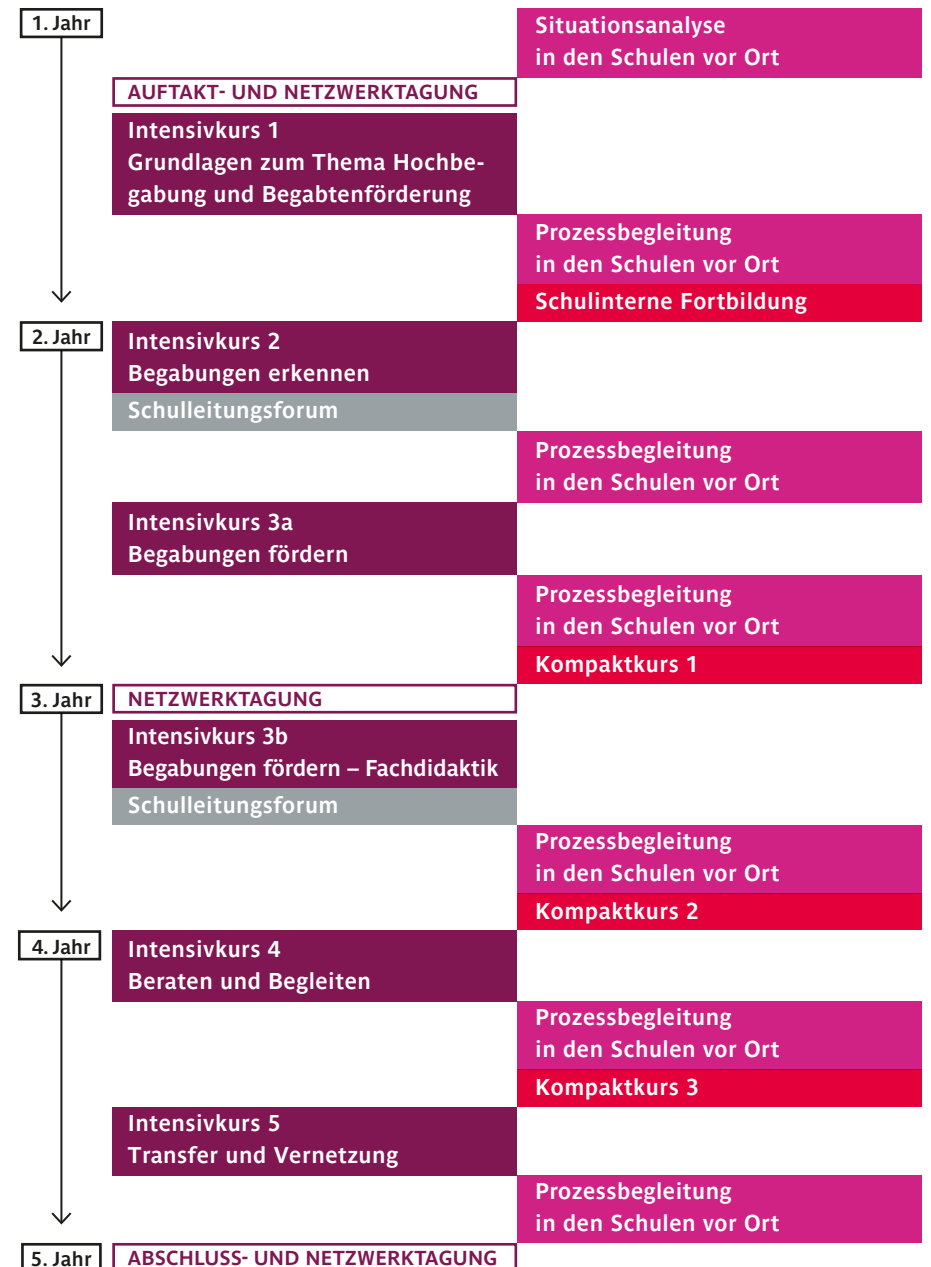 1. Jahr
Situationsanalyse
in den Schulen vor Ort
AUFTAKT- UND NETZWERKTAGUNG
Intensivkurs 1
Grundlagen zum Thema Hochbe-
gabung und Begabtenförderung
Prozessbegleitung
in den Schulen vor Ort
Schulinterne Fortbildung
2. Jahr
Intensivkurs 2
Begabungen erkennen
Schulleitungsforum
Prozessbegleitung
in den Schulen vor Ort
Intensivkurs 3a
Begabungen fördern
Prozessbegleitung
in den Schulen vor Ort
Kompaktkurs 1
3. Jahr
NETZWERKTAGUNG
Intensivkurs 3b
Begabungen fördern – Fachdidaktik
Schulleitungsforum
Prozessbegleitung
in den Schulen vor Ort
Kompaktkurs 2
4. Jahr
Intensivkurs 4
Beraten und Begleiten
Prozessbegleitung
in den Schulen vor Ort
Kompaktkurs 3
Intensivkurs 5
Transfer und Vernetzung
Prozessbegleitung
in den Schulen vor Ort
5. Jahr
ABSCHLUSS- UND NETZWERKTAGUNG